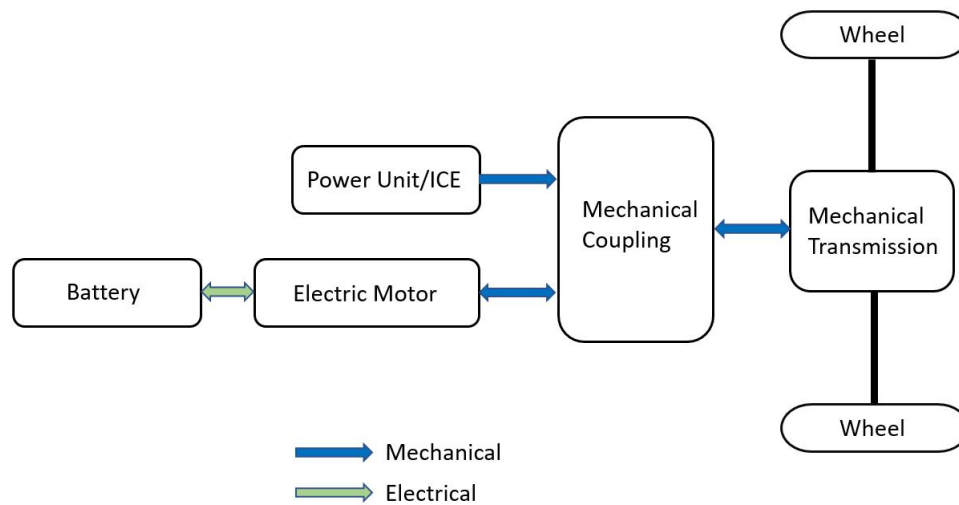 Wheel
Power Unit/ICE
Mechanical
Coupling
Mechanical
Transmission
Battery
Electric Motor
Wheel
Mechanical
Electrical